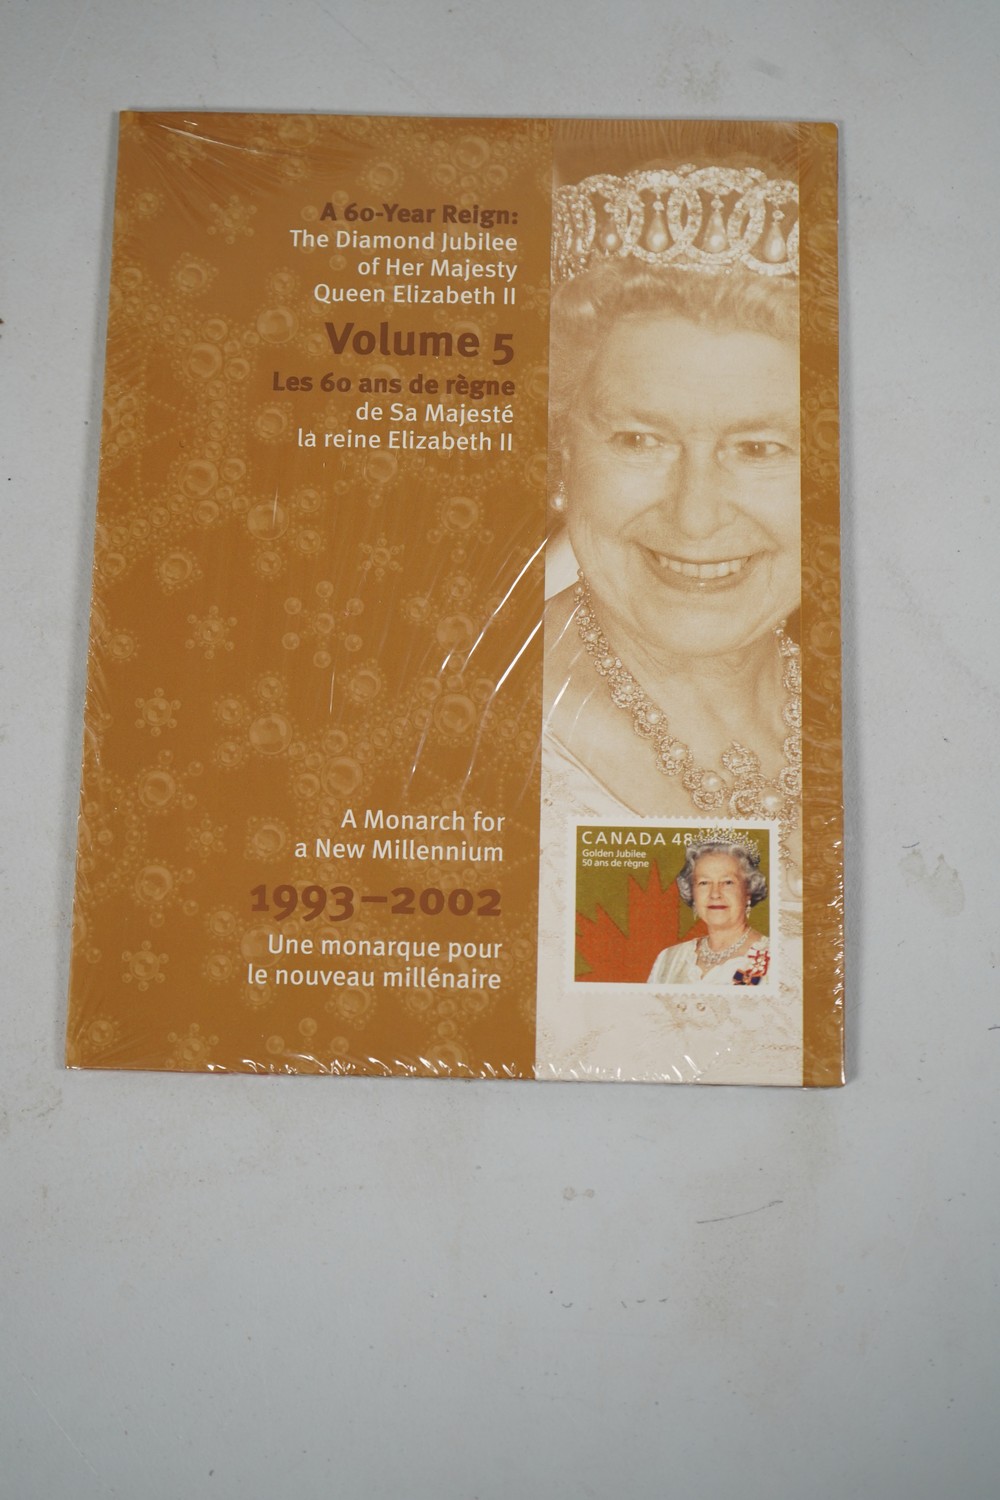 A 60-Year Reign:
The Diamond Jubilee
of Her Majesty
Queen Elizabeth II
Volume 5
Les 60 ans de règne
de Sa Majesté
la reine Elizabeth II
A Monarch for
a New Millennium
1993–2002
Une monarque pour
le nouveau millénaire
CANADA 48
Golden Jubilee
50 ans de règne